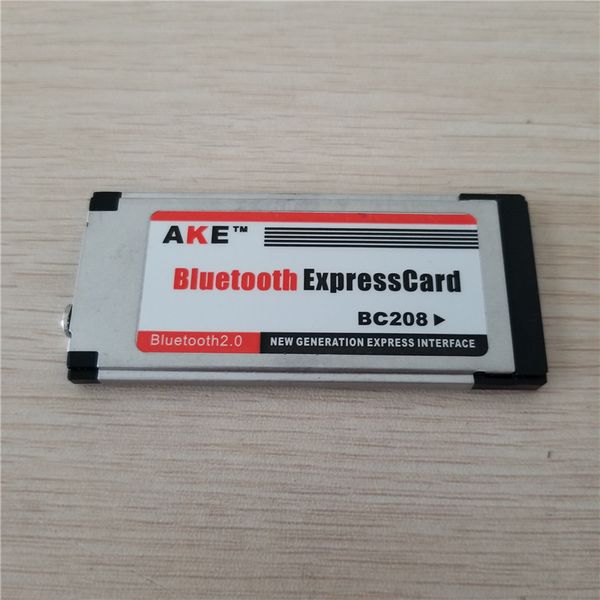 AKE™
Bluetooth ExpressCard
BC208 ►
Bluetooth2.0 NEW GENERATION EXPRESS INTERFACE